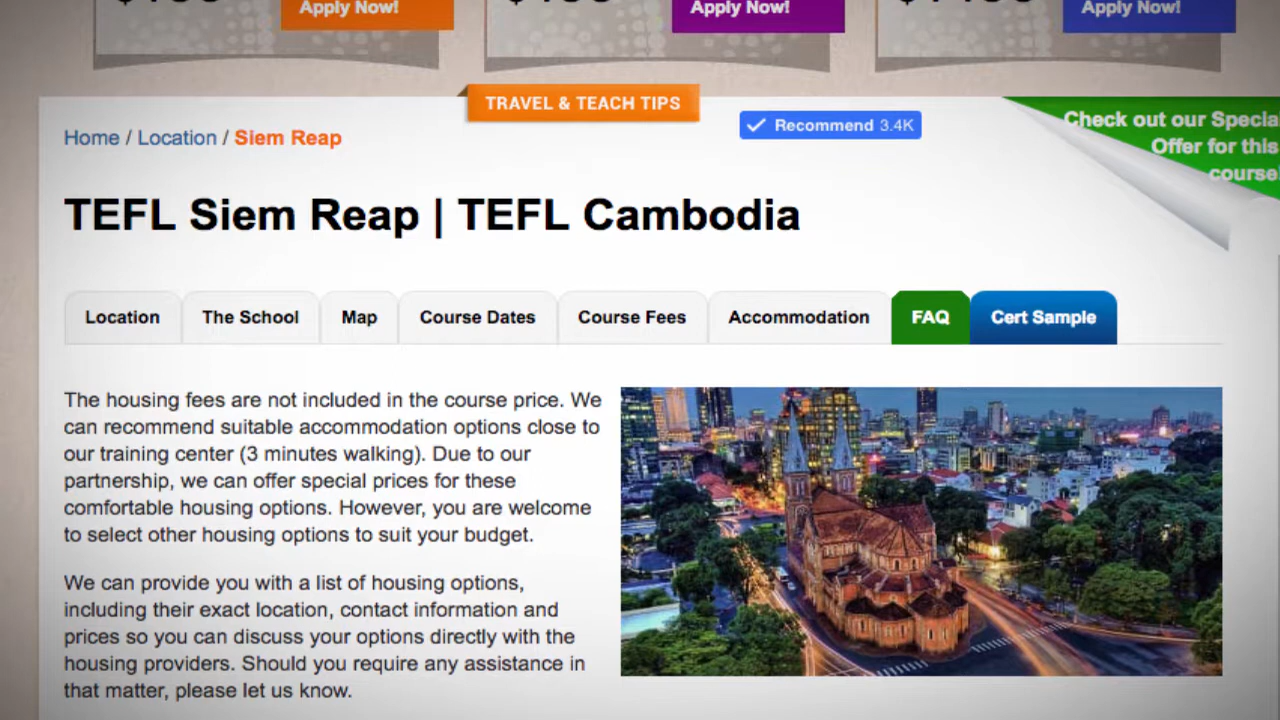 Apply Now!
Apply Now!
Apply Now!
TRAVEL & TEACH TIPS
Recommend 3.4K
Check out our Specia
Offer for this
course!
Home / Location / Siem Reap
TEFL Siem Reap | TEFL Cambodia
Location
The School
Map
Course Dates
Course Fees
Accommodation
FAQ
Cert Sample
The housing fees are not included in the course price. We
can recommend suitable accommodation options close to
our training center (3 minutes walking). Due to our
partnership, we can offer special prices for these
comfortable housing options. However, you are welcome
to select other housing options to suit your budget.
We can provide you with a list of housing options,
including their exact location, contact information and
prices so you can discuss your options directly with the
housing providers. Should you require any assistance in
that matter, please let us know.